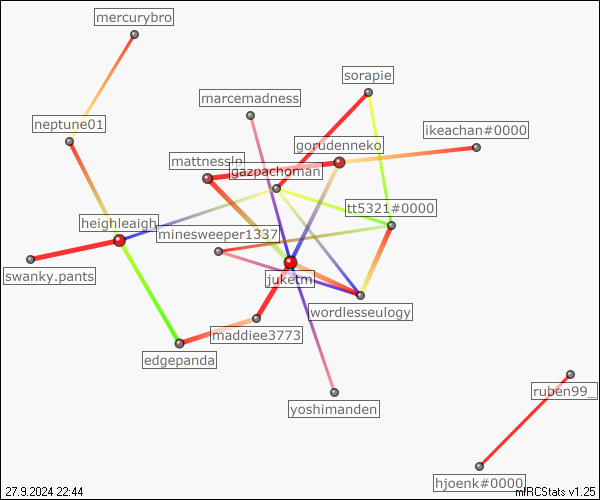 mercurybro
sorapie
marcemadness
neptune01
ikeachan#0000
gorudenneko
mattnesslp
gazpachoman
tt5321#0000
heighleaigh
minesweeper1337
swanky.pants
juketm
wordlesseulogy
maddiee3773
edgepanda
ruben99_
yoshimanden
hjoenk#0000
27.9.2024 22:44
mIRCStats v1.25